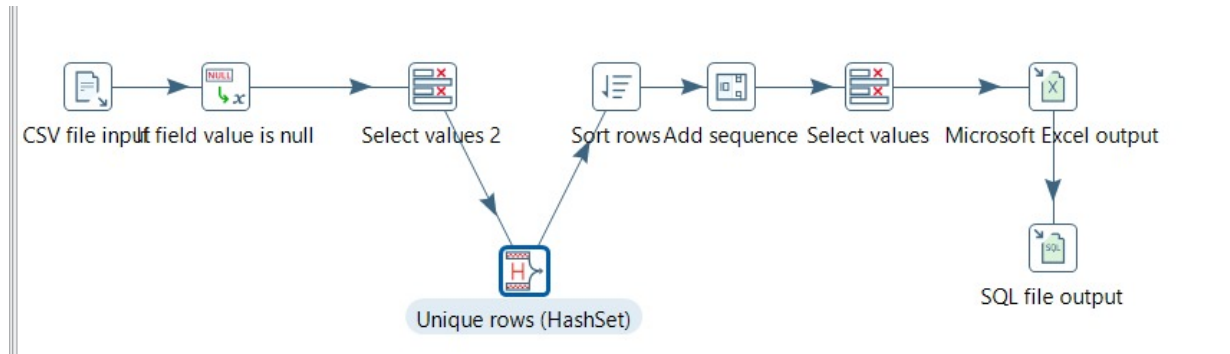 NULL
x
X
CSV file input
If field value is null
Select values 2
Sort rows
Add sequence
Select values
Microsoft Excel output
H
SQL
Unique rows (HashSet)
SQL file output